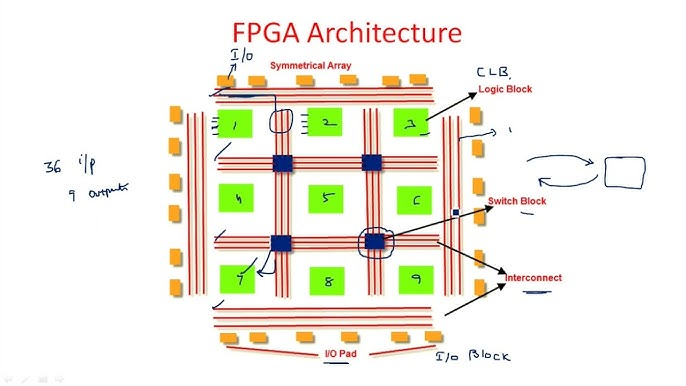 FPGA Architecture
I/O
Symmetrical Array
CLB.
Logic Block
1 2 3
36 i/p
9 outputs
4 5 6
Switch Block
7 8 9
Interconnect
I/O Pad
I/O Block